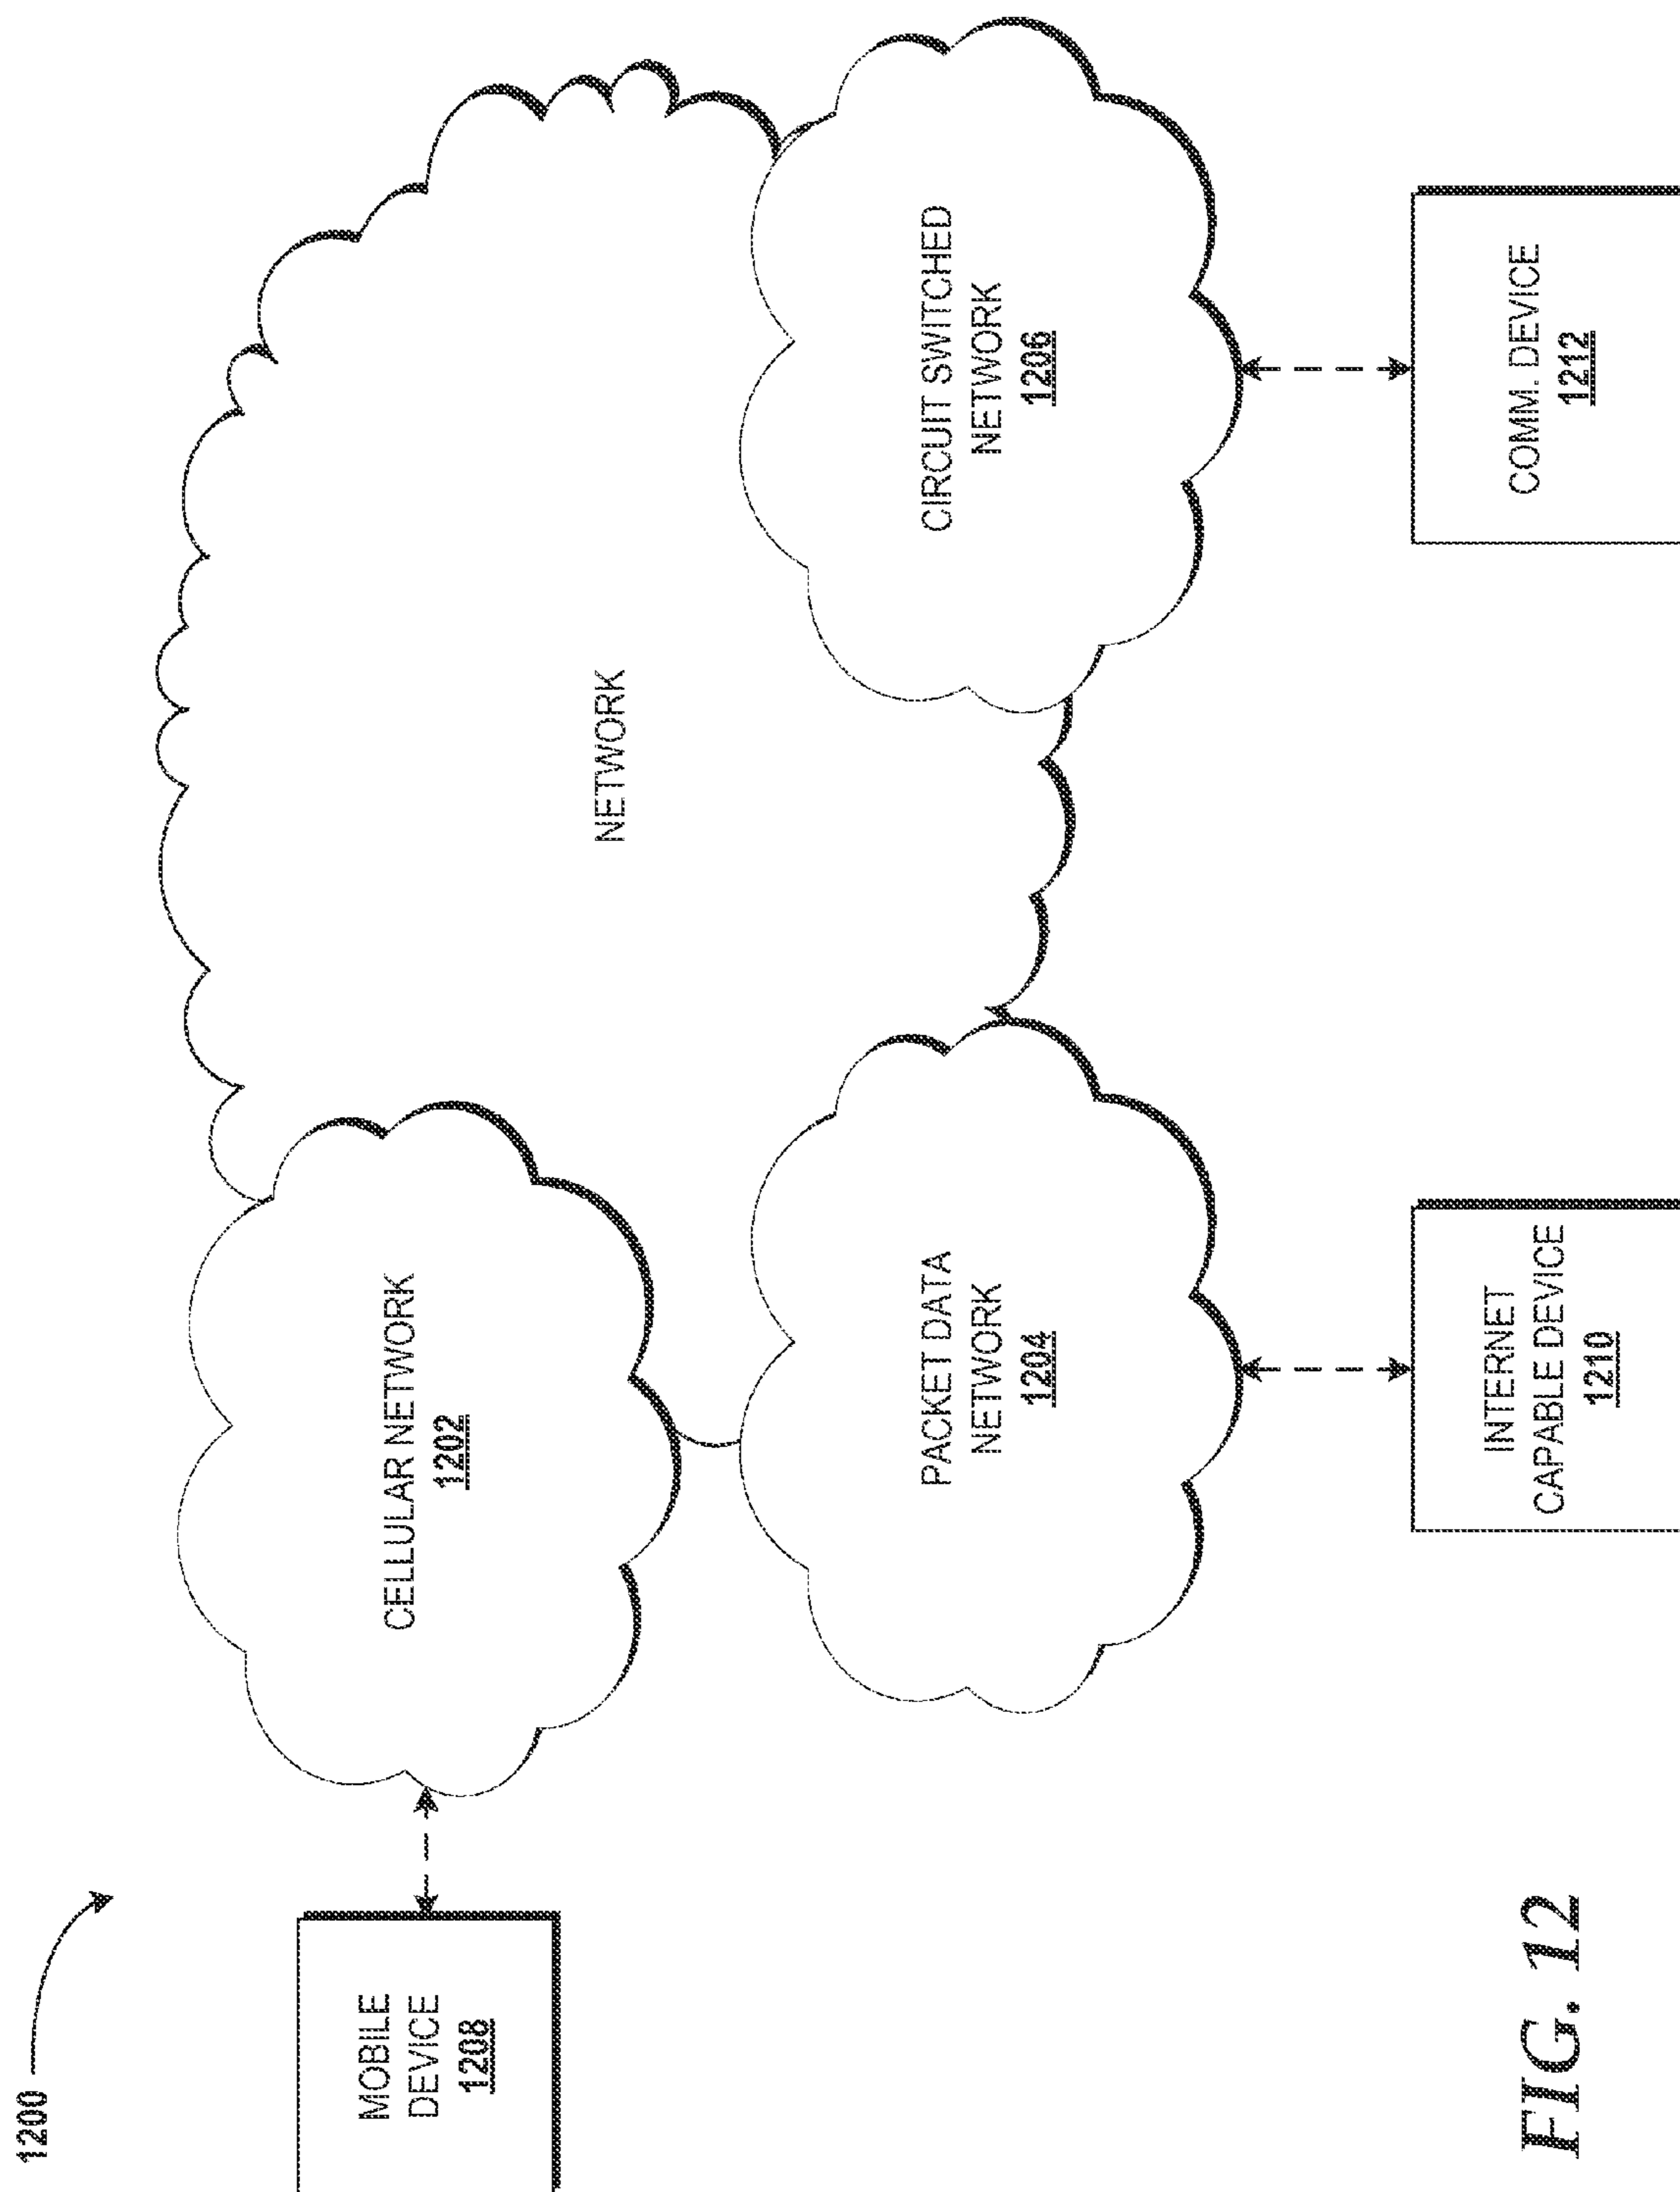 1200
MOBILE
DEVICE
1208
CELLULAR NETWORK
1202
NETWORK
PACKET DATA
NETWORK
1204
CIRCUIT SWITCHED
NETWORK
1206
INTERNET
CAPABLE DEVICE
1210
COMM. DEVICE
1212
FIG. 12